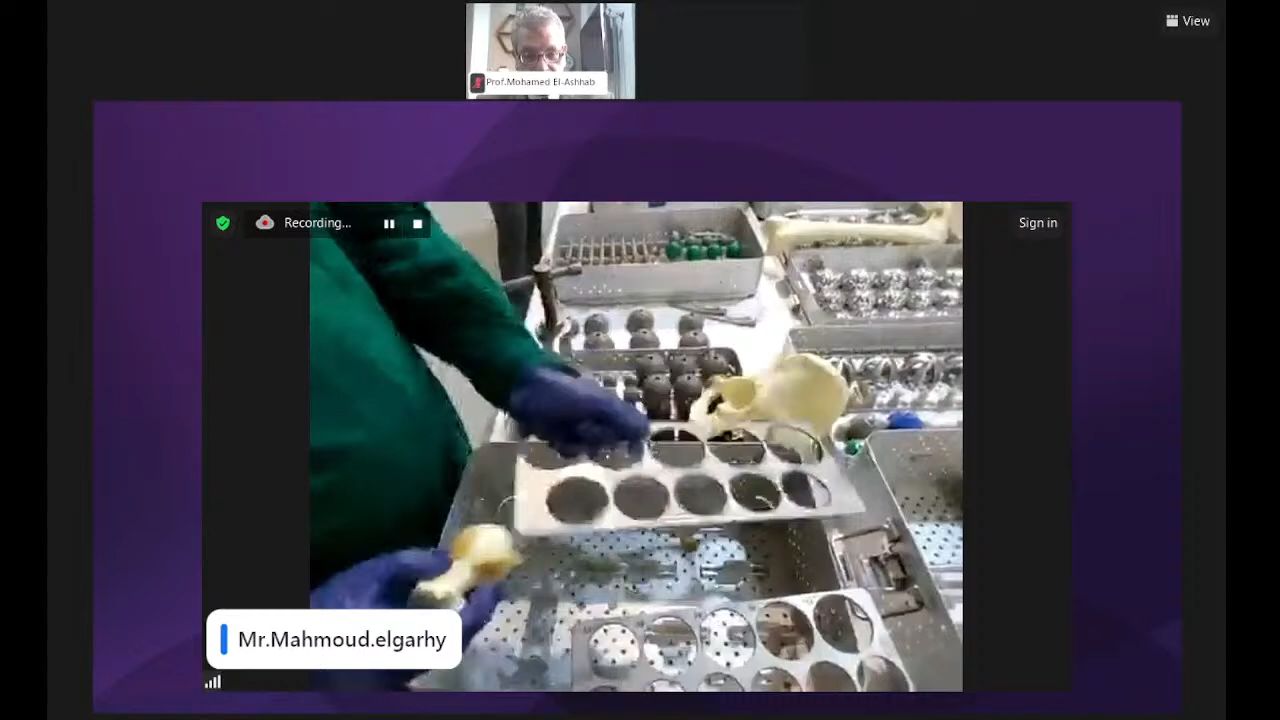 View
Prof.Mohamed El-Ashhab
Recording...
Sign in
Mr.Mahmoud.elgarhy